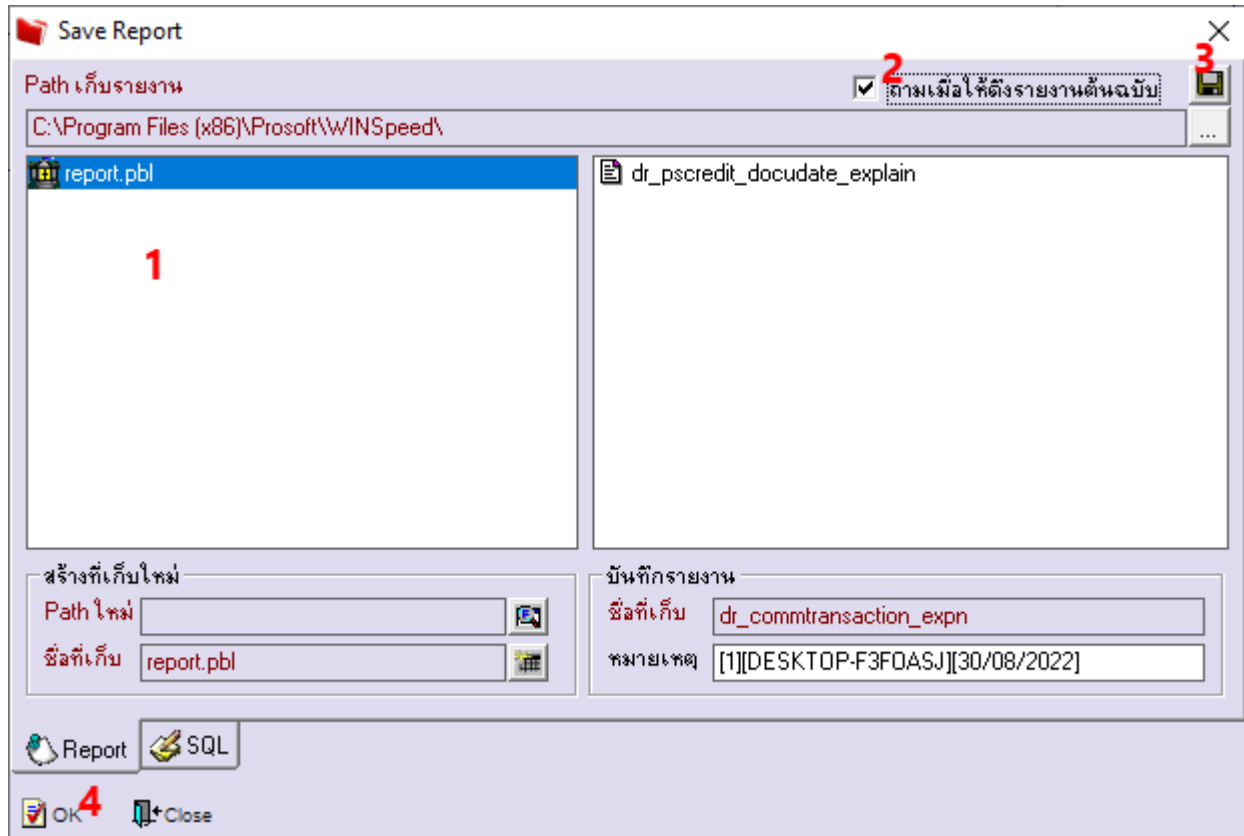 Save Report
3
Path เก็บรายงาน
2
ถามเมื่อให้ดึงรายงานต้นฉบับ
C:\Program Files (x86)\Prosoft\WINSpeed\
...
report.pbl
dr_pscredit_docudate_explain
1
สร้างที่เก็บใหม่
Path ใหม่
ชื่อที่เก็บ report.pbl
บันทึกรายงาน
ชื่อที่เก็บ dr_commtransaction_expn
หมายเหตุ [1][DESKTOP-F3FOASJ][30/08/2022]
Report
SQL
OK
4
Close